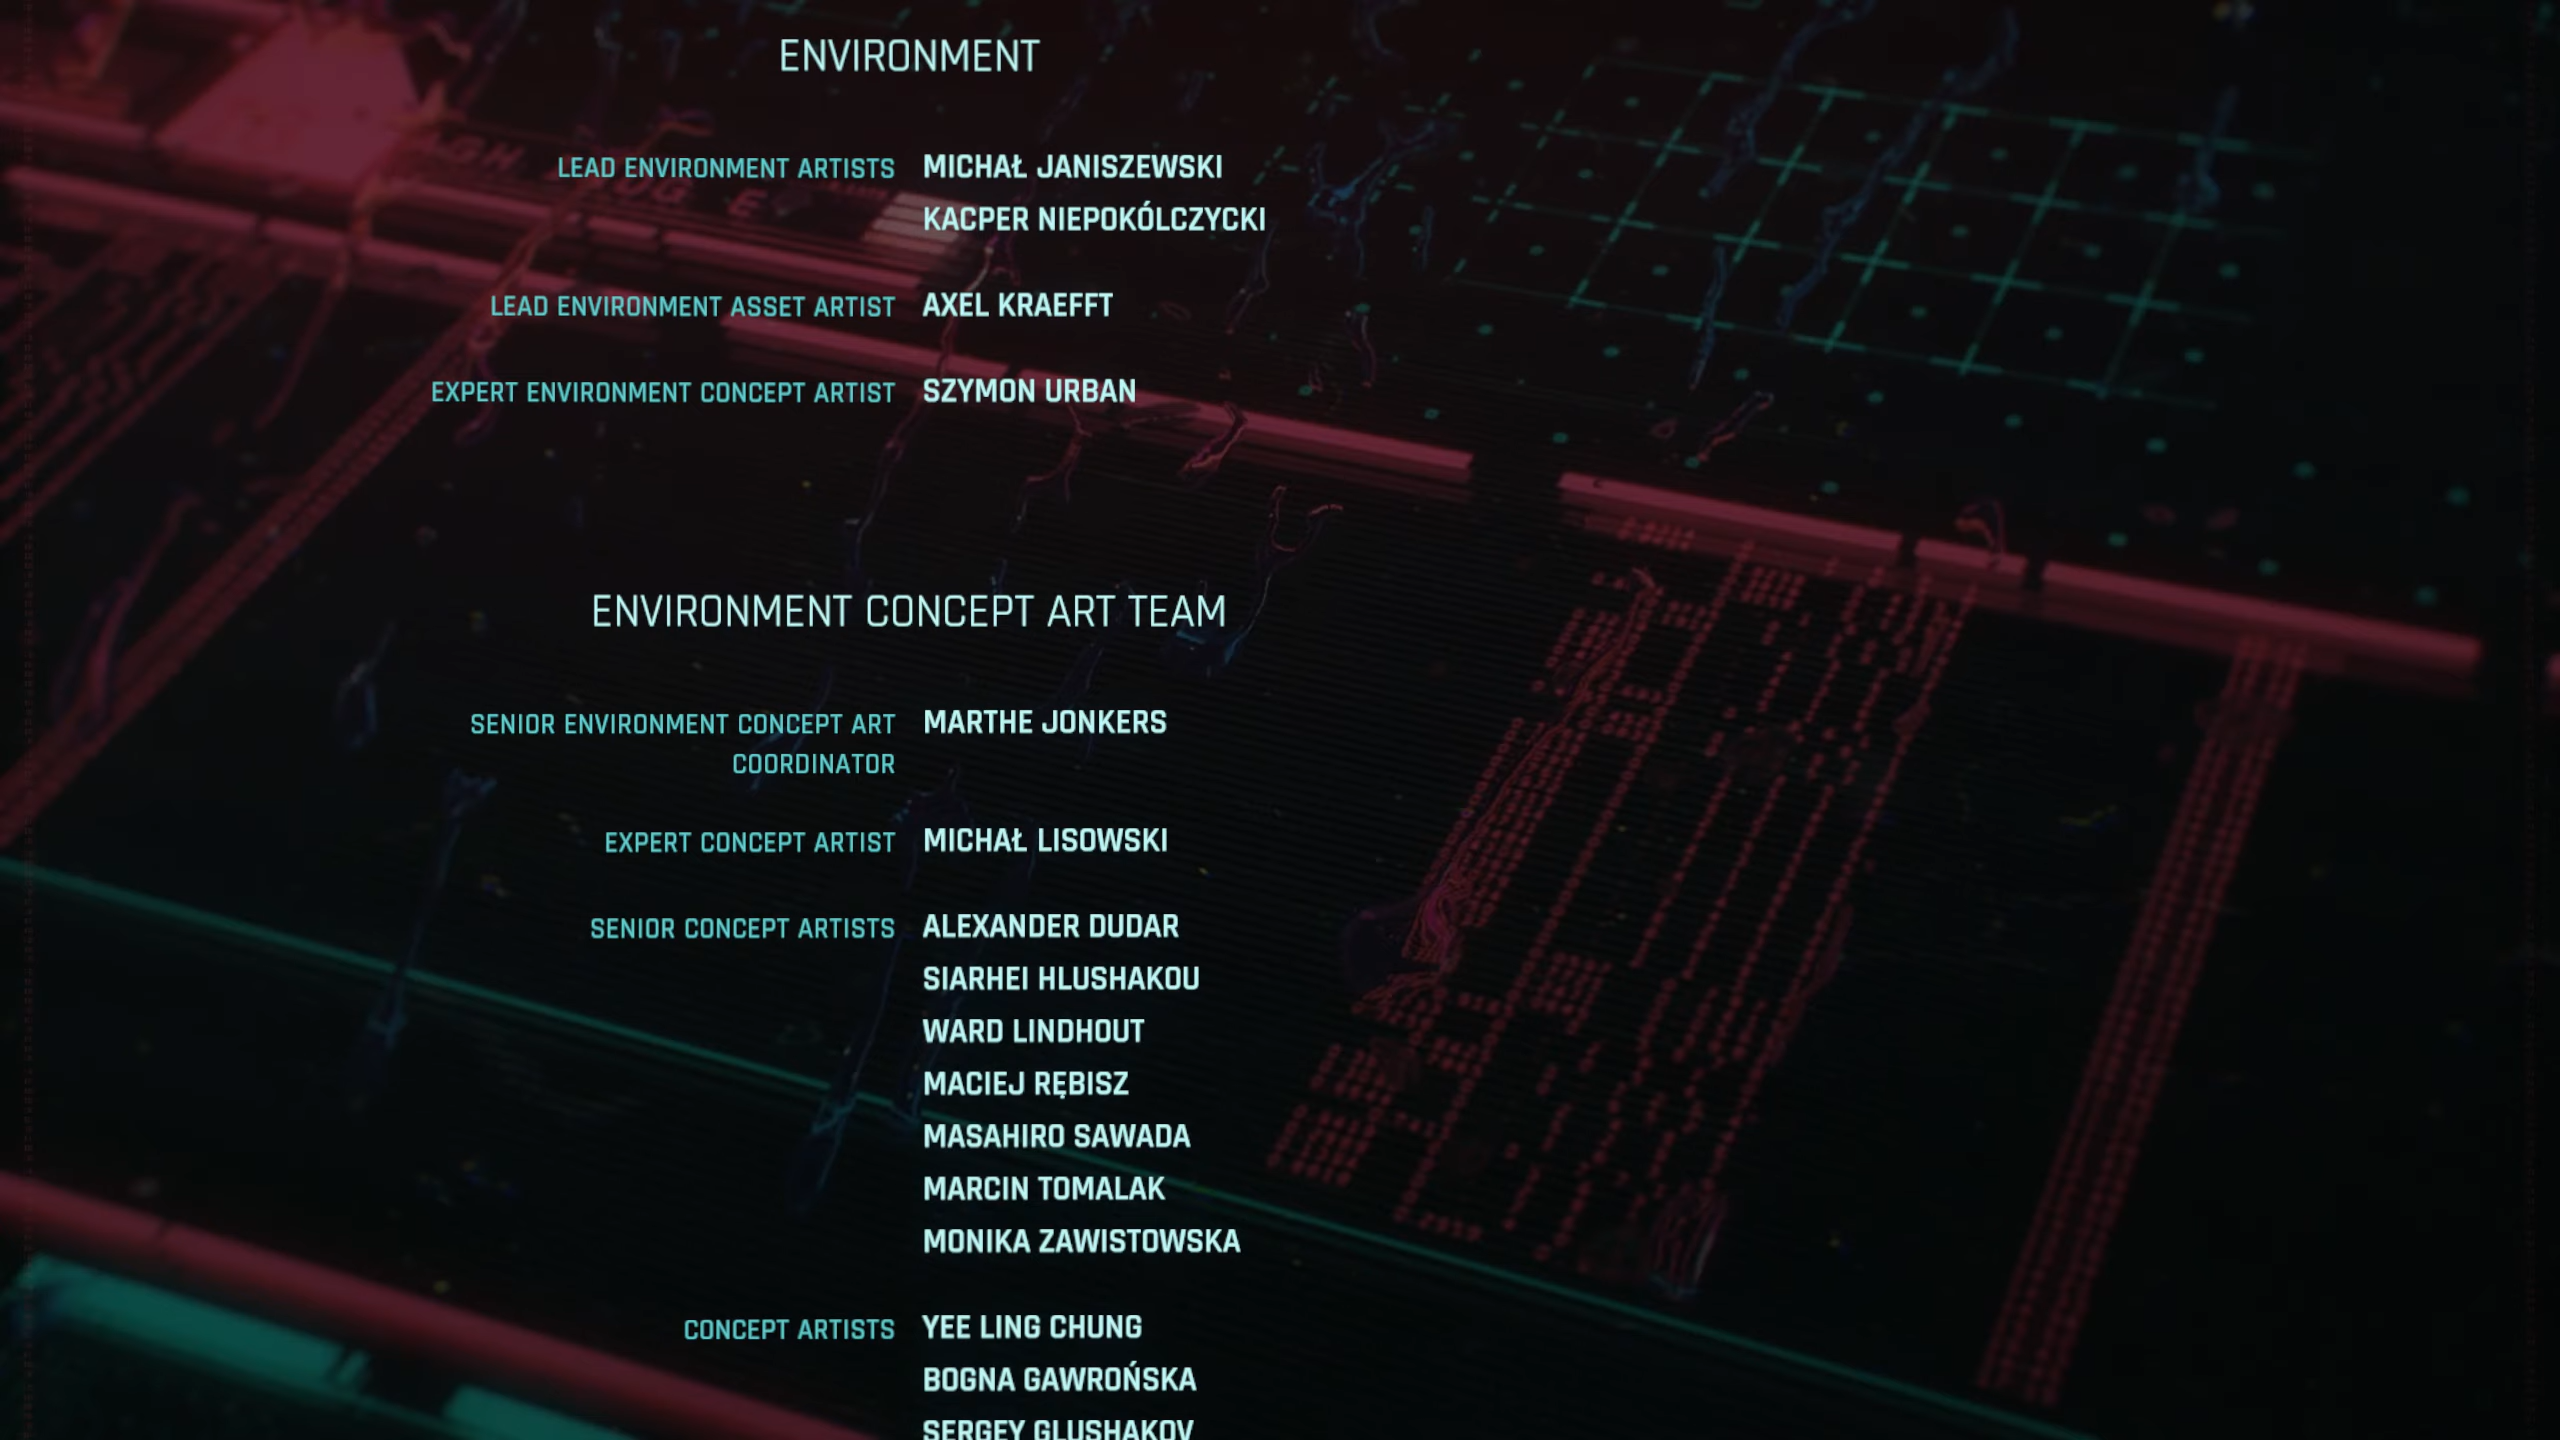 ENVIRONMENT
LEAD ENVIRONMENT ARTISTS MICHAŁ JANISZEWSKI
KACPER NIEPOKÓLCZYCKI
LEAD ENVIRONMENT ASSET ARTIST AXEL KRAEFFT
EXPERT ENVIRONMENT CONCEPT ARTIST SZYMON URBAN
ENVIRONMENT CONCEPT ART TEAM
SENIOR ENVIRONMENT CONCEPT ART MARTHE JONKERS
COORDINATOR
EXPERT CONCEPT ARTIST MICHAŁ LISOWSKI
SENIOR CONCEPT ARTISTS ALEXANDER DUDAR
SIARHEI HLUSHAKOU
WARD LINDHOUT
MACIEJ RĘBISZ
MASAHIRO SAWADA
MARCIN TOMALAK
MONIKA ZAWISTOWSKA
CONCEPT ARTISTS YEE LING CHUNG
BOGNA GAWROŃSKA
SERGEY GLUSHAKOV